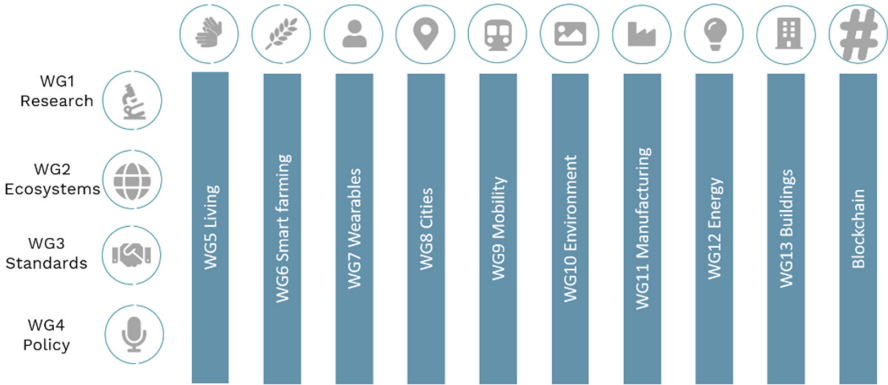 WG1
Research
WG2
Ecosystems
WG3
Standards
WG4
Policy
WG5 Living
WG6 Smart farming
WG7 Wearables
WG8 Cities
WG9 Mobility
WG10 Environment
WG11 Manufacturing
WG12 Energy
WG13 Buildings
Blockchain
#